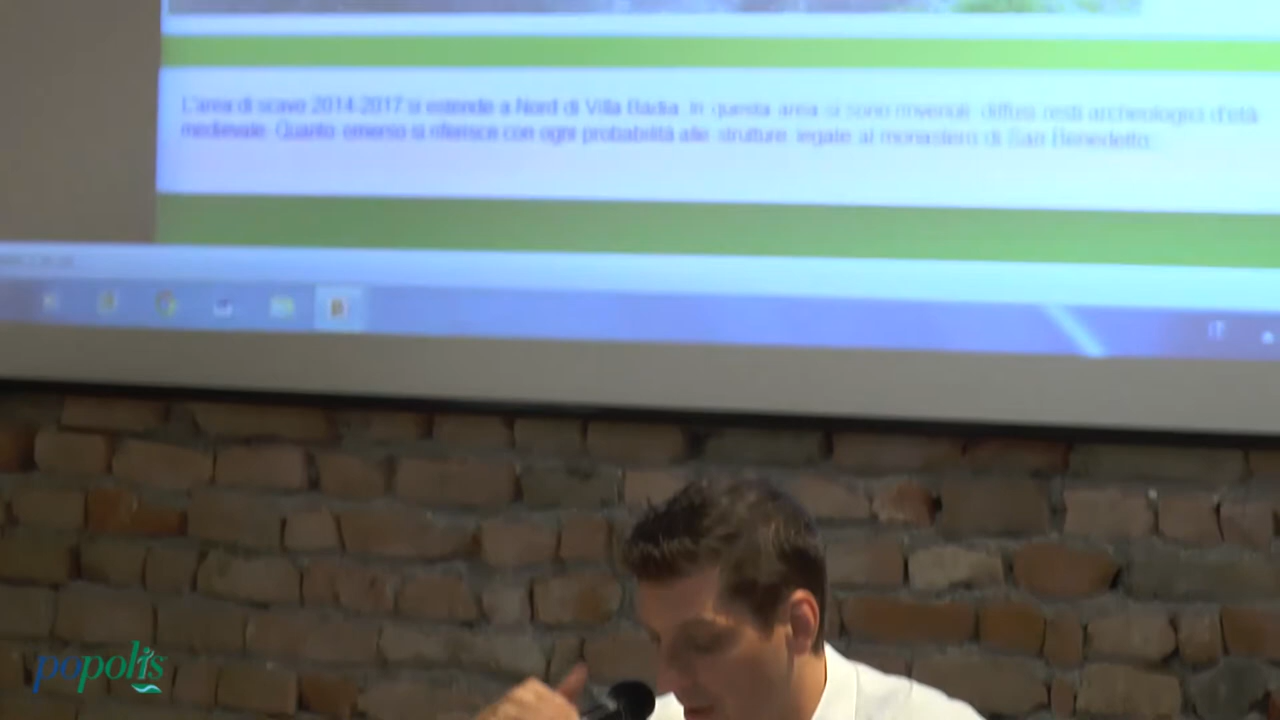 L'area di scavo 2014-2017 si estende a Nord di Villa Badia. In questa area si sono rinvenuti diffusi resti archeologici d'età
medievale. Quanto emerso si riferisce con ogni probabilità alle strutture legate al monastero di San Benedetto.
IT
popolis